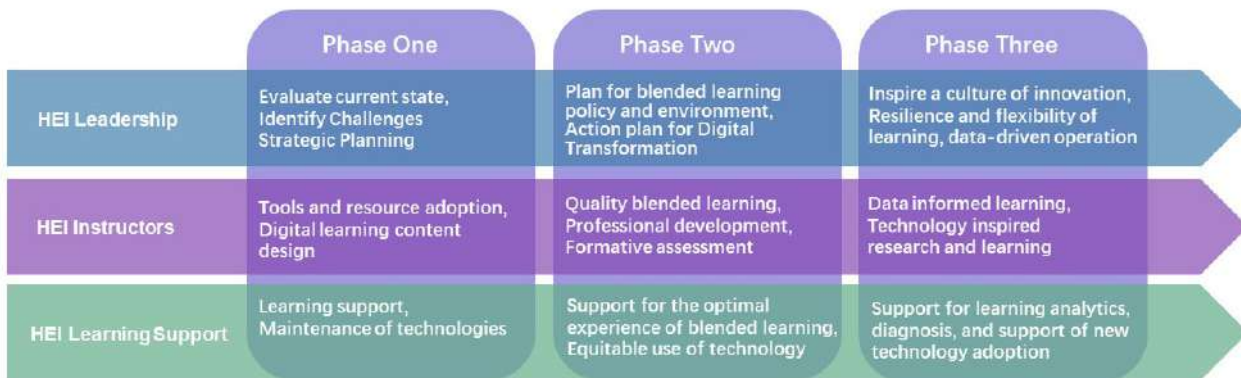 Phase One
Phase Two
Phase Three
HEI Leadership
Evaluate current state,
Identify Challenges
Strategic Planning
Plan for blended learning
policy and environment,
Action plan for Digital
Transformation
Inspire a culture of innovation,
Resilience and flexibility of
learning, data-driven operation
HEI Instructors
Tools and resource adoption,
Digital learning content
design
Quality blended learning,
Professional development,
Formative assessment
Data informed learning,
Technology inspired
research and learning
HEI Learning Support
Learning support,
Maintenance of technologies
Support for the optimal
experience of blended learning,
Equitable use of technology
Support for learning analytics,
diagnosis, and support of new
technology adoption